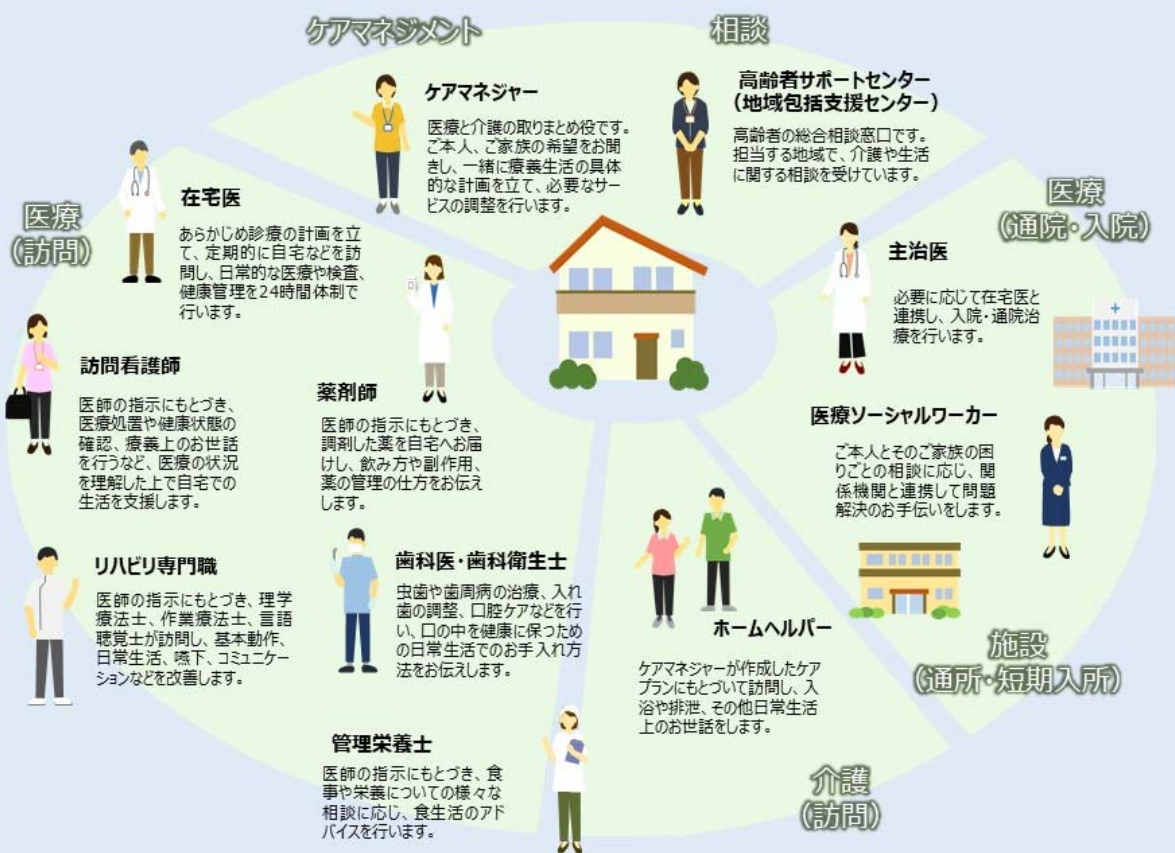 ケアマネジメント
相談
ケアマネジャー
医療と介護の取りまとめ役です。
ご本人、ご家族の希望をお聞
きし、一緒に療養生活の具体
的な計画を立て、必要なサー
ビスの調整を行います。
高齢者サポートセンター
（地域包括支援センター）
高齢者の総合相談窓口です。
担当する地域で、介護や生活
に関する相談を受けています。
医療
（訪問）
在宅医
あらかじめ診療の計画を立
て、定期的に自宅などを訪
問し、日常的な医療や検査、
健康管理を24時間体制で
行います。
医療
（通院・入院）
主治医
必要に応じて在宅医と
連携し、入院・通院治
療を行います。
訪問看護師
医師の指示にもとづき、
医療処置や健康状態の
確認、療養上のお世話
を行うなど、医療の状況
を理解した上で自宅での
生活を支援します。
薬剤師
医師の指示にもとづき、
調剤した薬を自宅へお届
けし、飲み方や副作用、
薬の管理の仕方をお伝え
します。
医療ソーシャルワーカー
ご本人とそのご家族の困
りごとの相談に応じ、関
係機関と連携して問題
解決のお手伝いをします。
リハビリ専門職
医師の指示にもとづき、理学
療法士、作業療法士、言語
聴覚士が訪問し、基本動作、
日常生活、嚥下、コミュニケー
ションなどを改善します。
歯科医・歯科衛生士
虫歯や歯周病の治療、入れ
歯の調整、口腔ケアなどを行
い、口の中を健康に保つため
の日常生活でのお手入れ方
法をお伝えします。
ホームヘルパー
ケアマネジャーが作成したケア
プランにもとづいて訪問し、入
浴や排泄、その他日常生活
上のお世話をします。
施設
（通所・短期入所）
管理栄養士
医師の指示にもとづき、食
事や栄養についての様々な
相談に応じ、食生活のアド
バイスを行います。
介護
（訪問）